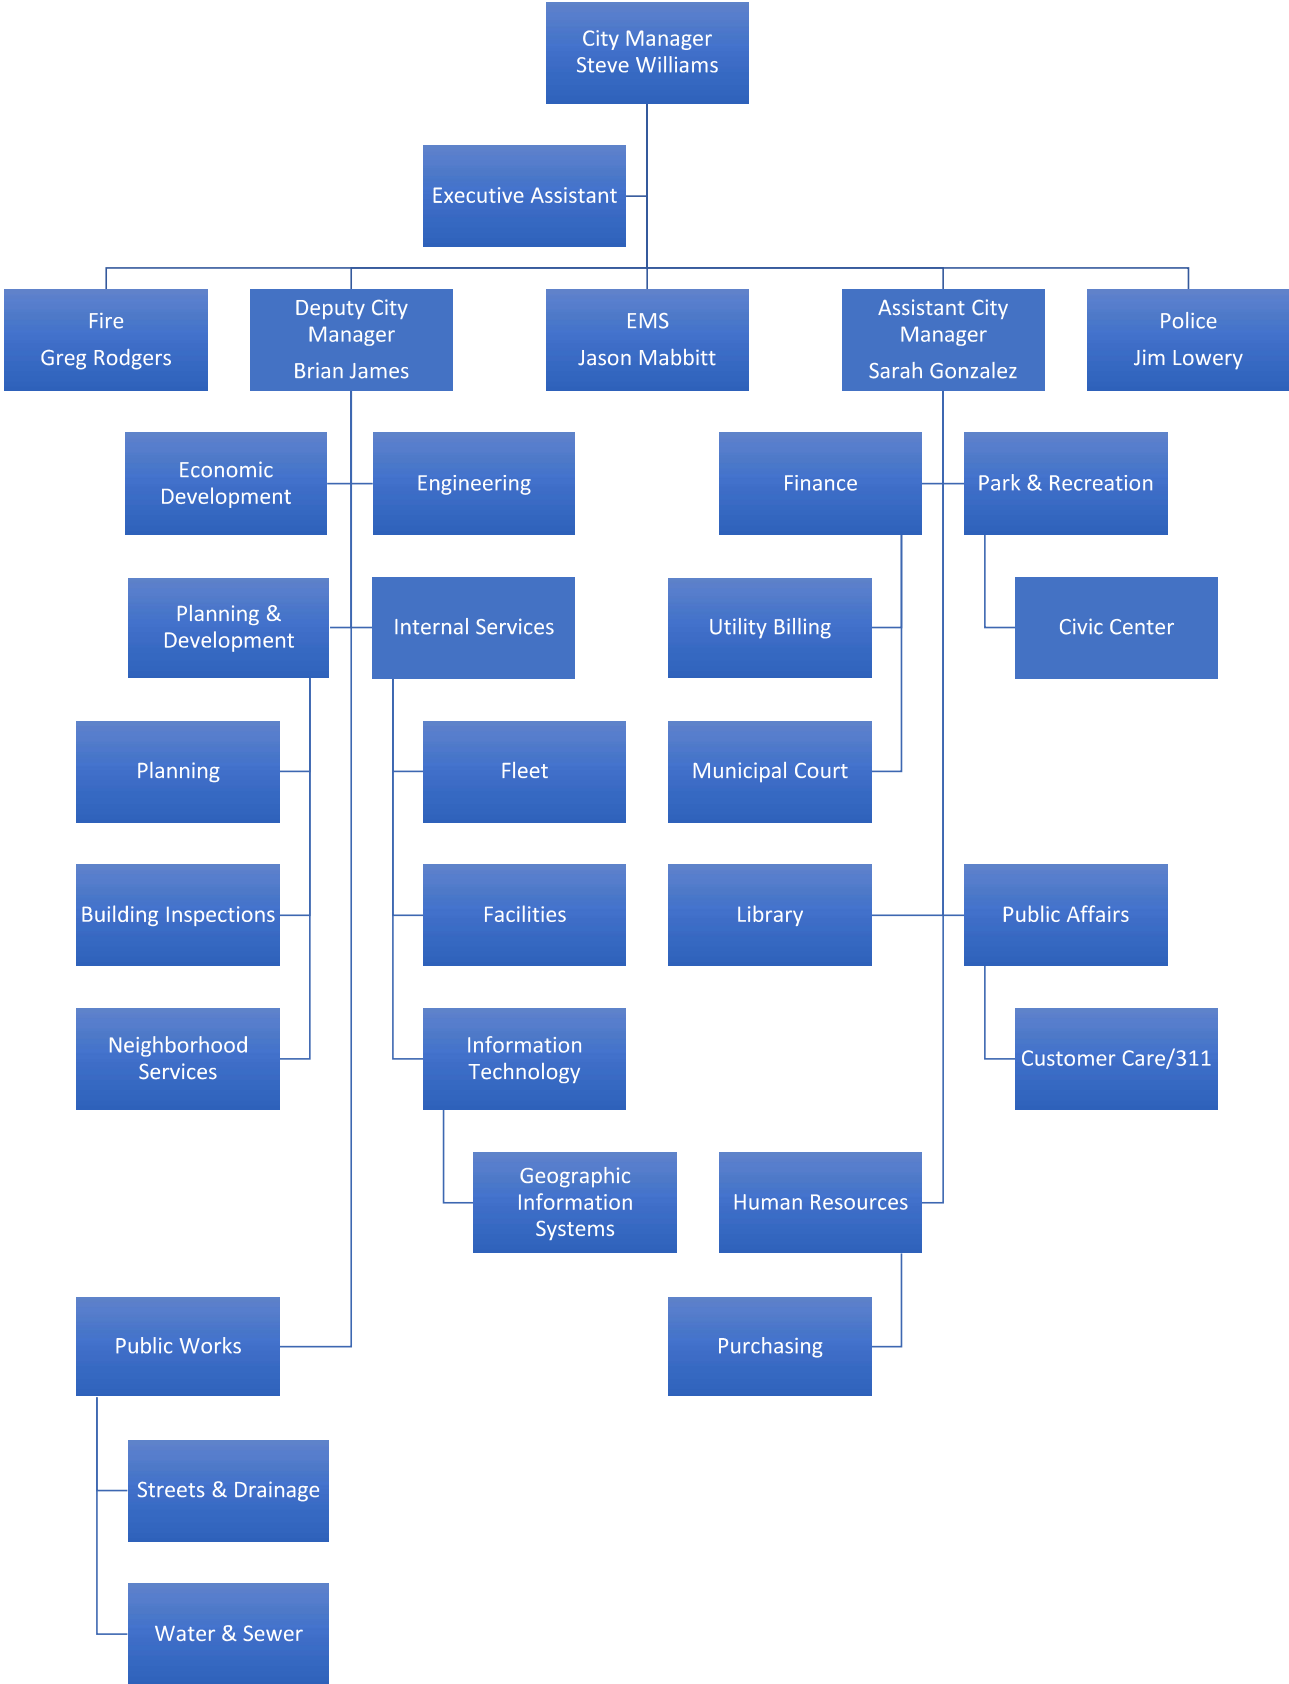 City Manager
Steve Williams
Executive Assistant
Fire
Greg Rodgers
Deputy City
Manager
Brian James
EMS
Jason Mabbitt
Assistant City
Manager
Sarah Gonzalez
Police
Jim Lowery
Economic
Development
Engineering
Finance
Park & Recreation
Planning &
Development
Internal Services
Utility Billing
Civic Center
Planning
Fleet
Municipal Court
Building Inspections
Facilities
Library
Public Affairs
Neighborhood
Services
Information
Technology
Customer Care/311
Geographic
Information
Systems
Human Resources
Public Works
Purchasing
Streets & Drainage
Water & Sewer